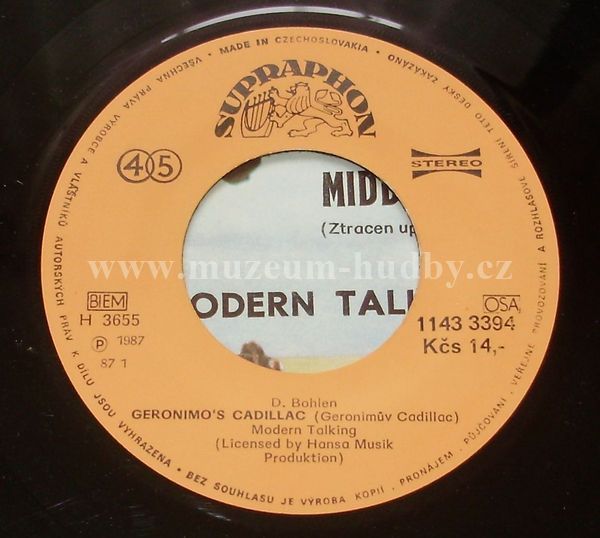 VŠECHNA PRÁVA VÝROBCE A VLASTNÍKŮ AUTORSKÝCH PRÁV K DÍLU JSOU VYHRAZENA • BEZ SOUHLASU JE VÝROBA KOPIÍ, PRONÁJEM, PŮJČOVÁNÍ, VEŘEJNÉ PROVOZOVÁNÍ A ROZHLASOVÉ ŠÍŘENÍ TÉTO DESKY ZAKÁZÁNY • MADE IN CZECHOSLOVAKIA •
SUPRAPHON
45
STEREO
MIDD
(Ztracen up
www.muzeum-hudby.cz
ODERN TAL
BIEM
H 3655
P 1987
87 1
OSA
1143 3394
Kčs 14,-
D. Bohlen
GERONIMO'S CADILLAC (Geronimův Cadillac)
Modern Talking
(Licensed by Hansa Musik
Produktion)